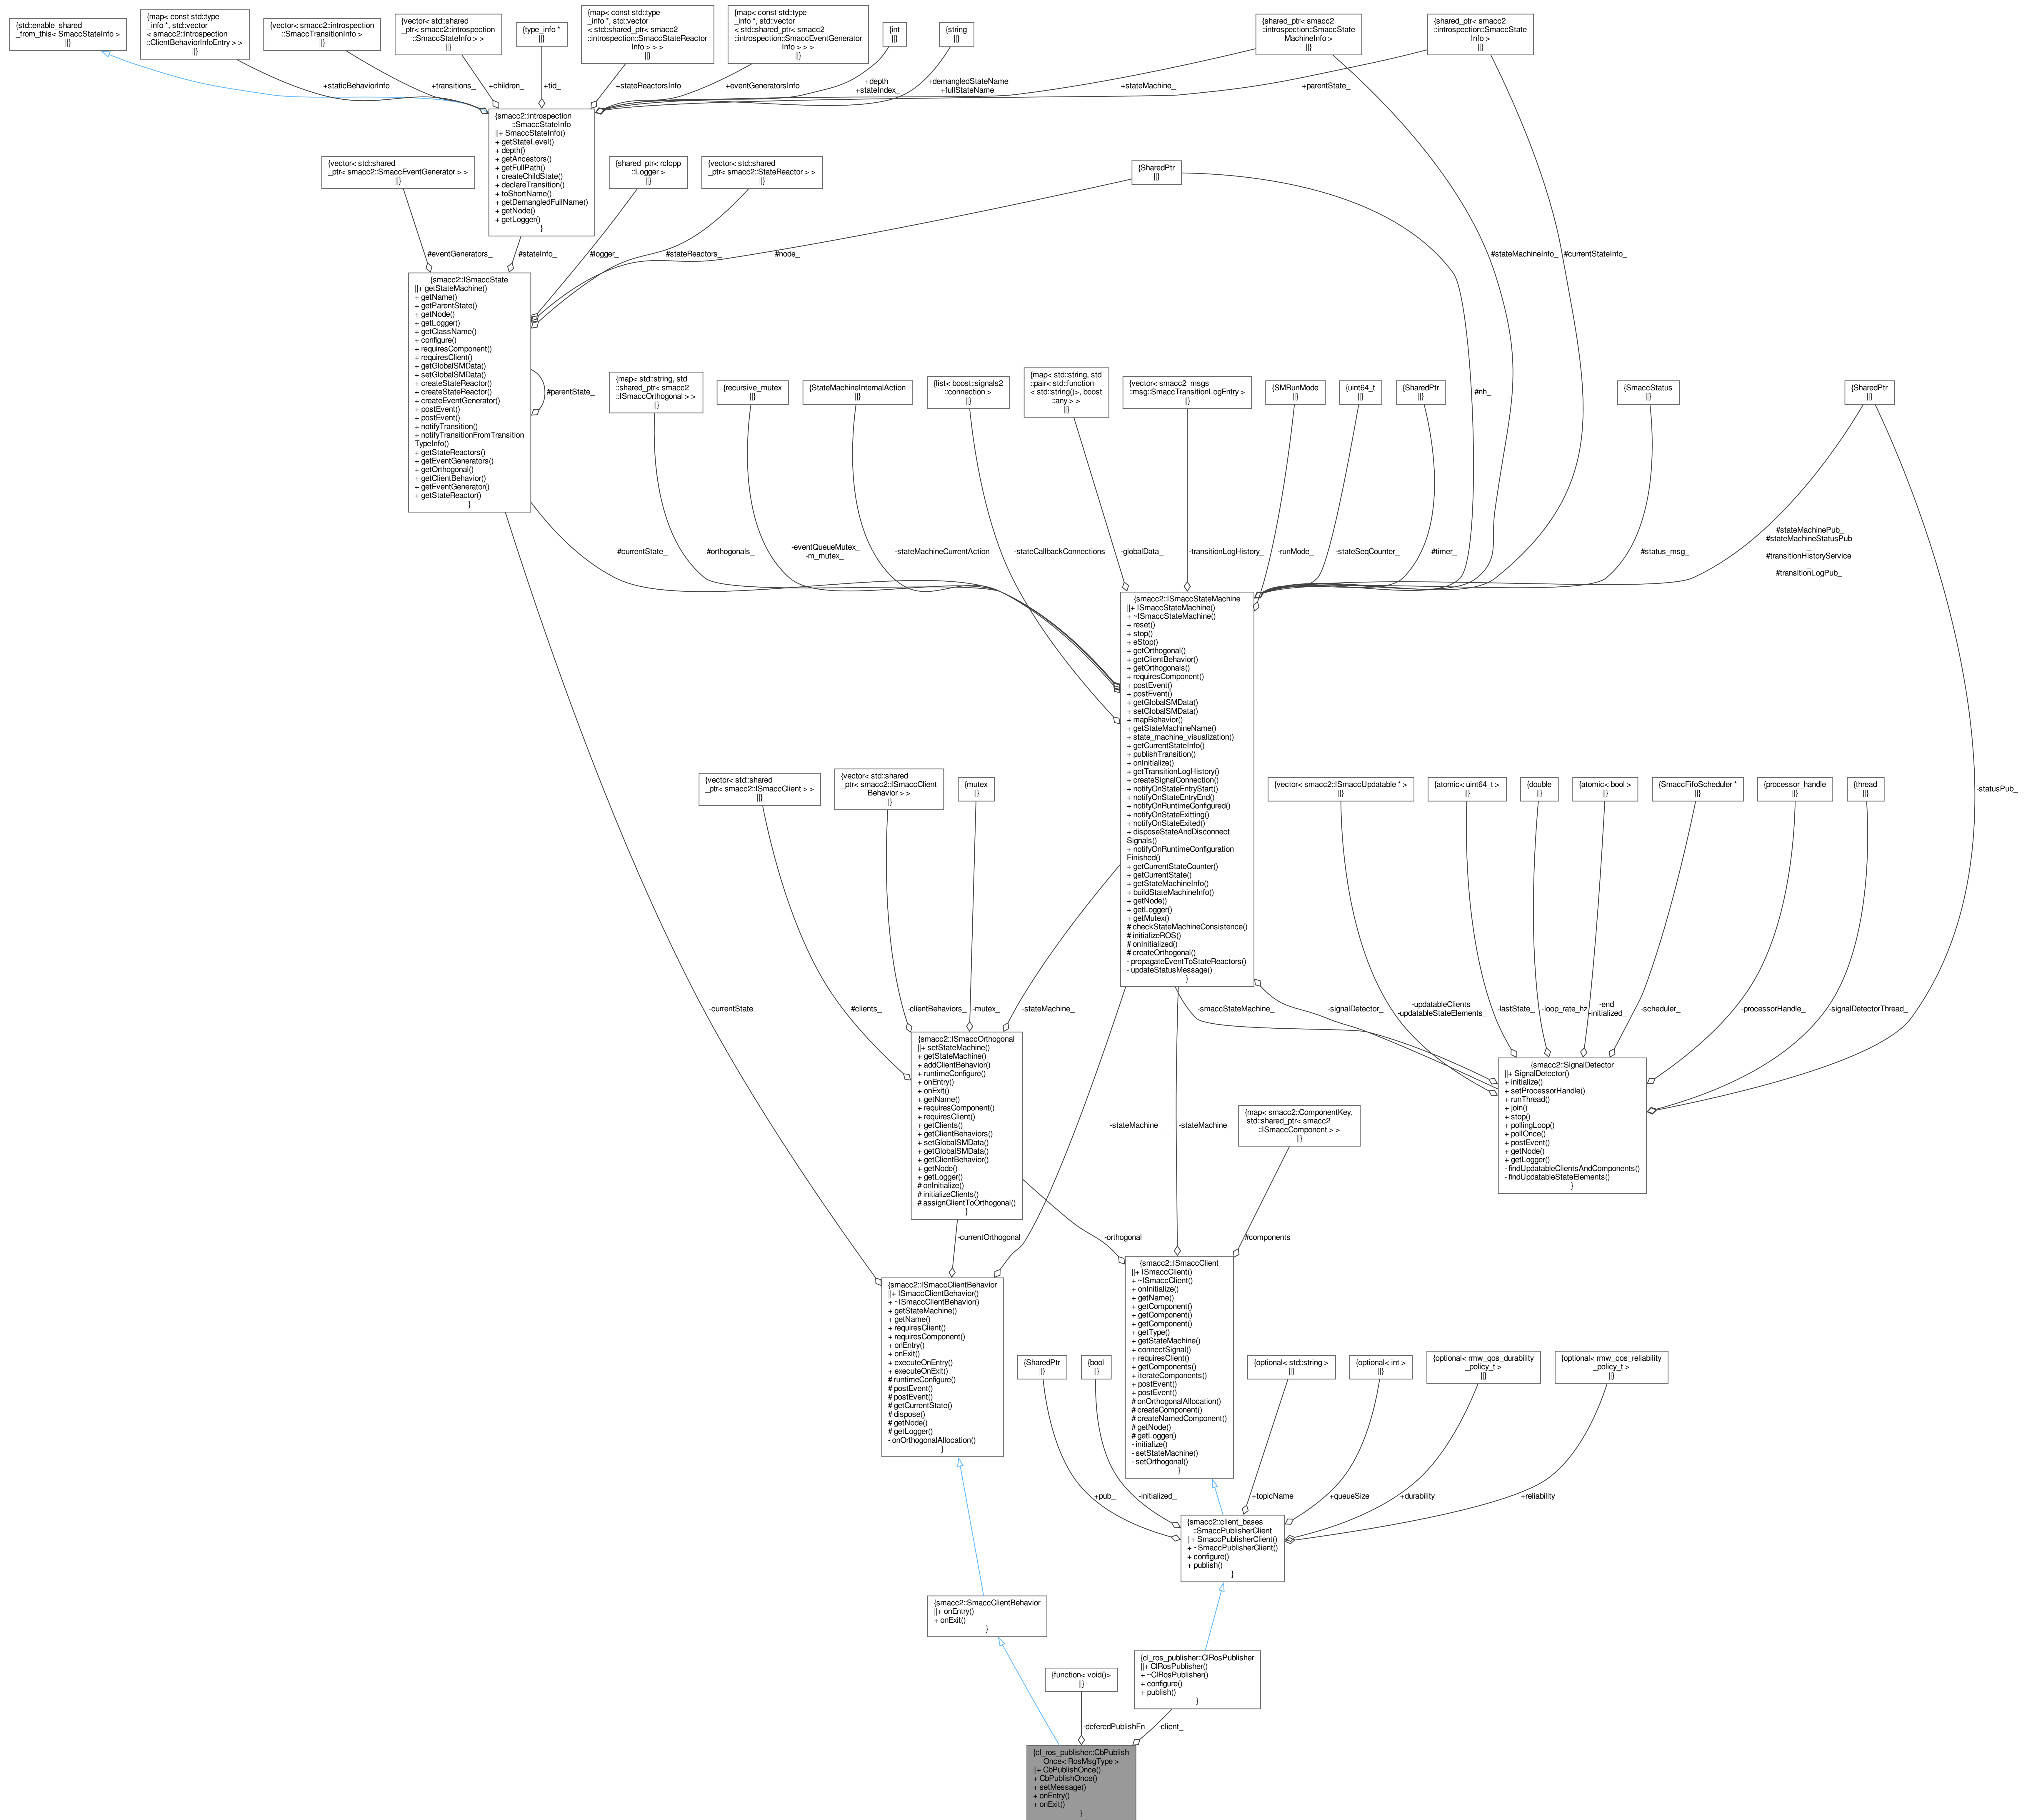 {std::enable_shared
_from_this< SmaccStateInfo >
||}
{map< const std::type
_info *, std::vector
< smacc2::introspection
::ClientBehaviorInfoEntry > >
||}
{vector< smacc2::introspection
::SmaccTransitionInfo >
||}
{vector< std::shared
_ptr< smacc2::introspection
::SmaccStateInfo > >
||}
{type_info *
||}
{map< const std::type
_info *, std::vector
< std::shared_ptr< smacc2
::introspection::SmaccStateReactor
Info > > >
||}
{map< const std::type
_info *, std::vector
< std::shared_ptr< smacc2
::introspection::SmaccEventGenerator
Info > > >
||}
{int
||}
{string
||}
{shared_ptr< smacc2
::introspection::SmaccState
MachineInfo >
||}
{shared_ptr< smacc2
::introspection::SmaccState
Info >
||}
+staticBehaviorInfo
+transitions_
+children_
+tid_
+stateReactorsInfo
+eventGeneratorsInfo
+depth_
+stateIndex_
+demangledStateName
+fullStateName
+stateMachine_
+parentState_
{smacc2::introspection
::SmaccStateInfo
||+ SmaccStateInfo()
+ getStateLevel()
+ depth()
+ getAncestors()
+ getFullPath()
+ createChildState()
+ declareTransition()
+ toShortName()
+ getDemangledFullName()
+ getNode()
+ getLogger()
}
{vector< std::shared
_ptr< smacc2::SmaccEventGenerator > >
||}
{shared_ptr< rclcpp
::Logger >
||}
{vector< std::shared
_ptr< smacc2::StateReactor > >
||}
{SharedPtr
||}
#eventGenerators_
#stateInfo_
#logger_
#stateReactors_
#node_
#stateMachineInfo_
#currentStateInfo_
{smacc2::ISmaccState
||+ getStateMachine()
+ getName()
+ getParentState()
+ getNode()
+ getLogger()
+ getClassName()
+ configure()
+ requiresComponent()
+ requiresClient()
+ getGlobalSMData()
+ setGlobalSMData()
+ createStateReactor()
+ createStateReactor()
+ createEventGenerator()
+ postEvent()
+ postEvent()
+ notifyTransition()
+ notifyTransitionFromTransition
TypeInfo()
+ getStateReactors()
+ getEventGenerators()
+ getOrthogonal()
+ getClientBehavior()
+ getEventGenerator()
+ getStateReactor()
}
#parentState_
{map< std::string, std
::shared_ptr< smacc2
::ISmaccOrthogonal > >
||}
{recursive_mutex
||}
{StateMachineInternalAction
||}
{list< boost::signals2
::connection >
||}
{map< std::string, std
::pair< std::function
< std::string()>, boost
::any > >
||}
{vector< smacc2_msgs
::msg::SmaccTransitionLogEntry >
||}
{SMRunMode
||}
{uint64_t
||}
{SharedPtr
||}
#nh_
{SmaccStatus
||}
{SharedPtr
||}
#currentState_
#orthogonals_
-eventQueueMutex_
-m_mutex_
-stateMachineCurrentAction
-stateCallbackConnections
-globalData_
-transitionLogHistory_
-runMode_
-stateSeqCounter_
#timer_
#status_msg_
#stateMachinePub_
#stateMachineStatusPub
_
#transitionHistoryService
_
#transitionLogPub_
{smacc2::ISmaccStateMachine
||+ ISmaccStateMachine()
+ ~ISmaccStateMachine()
+ reset()
+ stop()
+ eStop()
+ getOrthogonal()
+ getClientBehavior()
+ getOrthogonals()
+ requiresComponent()
+ postEvent()
+ postEvent()
+ getGlobalSMData()
+ setGlobalSMData()
+ mapBehavior()
+ getStateMachineName()
+ state_machine_visualization()
+ getCurrentStateInfo()
+ publishTransition()
+ onInitialize()
+ getTransitionLogHistory()
+ createSignalConnection()
+ notifyOnStateEntryStart()
+ notifyOnStateEntryEnd()
+ notifyOnRuntimeConfigured()
+ notifyOnStateExitting()
+ notifyOnStateExited()
+ disposeStateAndDisconnect
Signals()
+ notifyOnRuntimeConfiguration
Finished()
+ getCurrentStateCounter()
+ getCurrentState()
+ getStateMachineInfo()
+ buildStateMachineInfo()
+ getNode()
+ getLogger()
+ getMutex()
# checkStateMachineConsistence()
# initializeROS()
# onInitialized()
# createOrthogonal()
- propagateEventToStateReactors()
- updateStatusMessage()
}
{vector< std::shared
_ptr< smacc2::ISmaccClient > >
||}
{vector< std::shared
_ptr< smacc2::ISmaccClient
Behavior > >
||}
{mutex
||}
{vector< smacc2::ISmaccUpdatable * >
||}
{atomic< uint64_t >
||}
{double
||}
{atomic< bool >
||}
{SmaccFifoScheduler *
||}
{processor_handle
||}
{thread
||}
-statusPub_
-currentState
#clients_
-clientBehaviors_
-mutex_
-stateMachine_
-smaccStateMachine_
-signalDetector_
-updatableClients_
-updatableStateElements_
-lastState_
-loop_rate_hz
-end_
-initialized_
-scheduler_
-processorHandle_
-signalDetectorThread_
{smacc2::ISmaccOrthogonal
||+ setStateMachine()
+ getStateMachine()
+ addClientBehavior()
+ runtimeConfigure()
+ onEntry()
+ onExit()
+ getName()
+ requiresComponent()
+ requiresClient()
+ getClients()
+ getClientBehaviors()
+ setGlobalSMData()
+ getGlobalSMData()
+ getClientBehavior()
+ getNode()
+ getLogger()
# onInitialize()
# initializeClients()
# assignClientToOrthogonal()
}
{smacc2::SignalDetector
||+ SignalDetector()
+ initialize()
+ setProcessorHandle()
+ runThread()
+ join()
+ stop()
+ pollingLoop()
+ pollOnce()
+ postEvent()
+ getNode()
+ getLogger()
- findUpdatableClientsAndComponents()
- findUpdatableStateElements()
}
-stateMachine_
-stateMachine_
{map< smacc2::ComponentKey,
std::shared_ptr< smacc2
::ISmaccComponent > >
||}
-currentOrthogonal
-orthogonal_
#components_
{smacc2::ISmaccClientBehavior
||+ ISmaccClientBehavior()
+ ~ISmaccClientBehavior()
+ getStateMachine()
+ getName()
+ requiresClient()
+ requiresComponent()
+ onEntry()
+ onExit()
+ executeOnEntry()
+ executeOnExit()
# runtimeConfigure()
# postEvent()
# postEvent()
# getCurrentState()
# dispose()
# getNode()
# getLogger()
- onOrthogonalAllocation()
}
{smacc2::ISmaccClient
||+ ISmaccClient()
+ ~ISmaccClient()
+ onInitialize()
+ getName()
+ getComponent()
+ getComponent()
+ getComponent()
+ getType()
+ getStateMachine()
+ connectSignal()
+ requiresClient()
+ getComponents()
+ iterateComponents()
+ postEvent()
+ postEvent()
# onOrthogonalAllocation()
# createComponent()
# createNamedComponent()
# getNode()
# getLogger()
- initialize()
- setStateMachine()
- setOrthogonal()
}
{SharedPtr
||}
{bool
||}
{optional< std::string >
||}
{optional< int >
||}
{optional< rmw_qos_durability
_policy_t >
||}
{optional< rmw_qos_reliability
_policy_t >
||}
+pub_
-initialized_
+topicName
+queueSize
+durability
+reliability
{smacc2::client_bases
::SmaccPublisherClient
||+ SmaccPublisherClient()
+ ~SmaccPublisherClient()
+ configure()
+ publish()
}
{smacc2::SmaccClientBehavior
||+ onEntry()
+ onExit()
}
{function< void()>
||}
{cl_ros_publisher::ClRosPublisher
||+ ClRosPublisher()
+ ~ClRosPublisher()
+ configure()
+ publish()
}
-deferedPublishFn
-client_
{cl_ros_publisher::CbPublish
Once< RosMsgType >
||+ CbPublishOnce()
+ CbPublishOnce()
+ setMessage()
+ onEntry()
+ onExit()
}